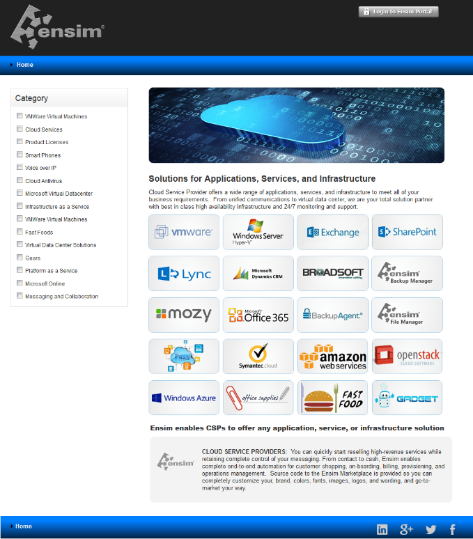 ensim
Login to Ensim Portal
Home
Category
VMWare Virtual Machines
Cloud Services
Product Licenses
Smart Phones
Voice over IP
Cloud Antivirus
Microsoft Virtual Datacenter
Infrastructure as a Service
VMWare Virtual Machines
Fast Foods
Virtual Data Center Solutions
Gears
Platform as a Service
Microsoft Online
Messaging and Collaboration
Solutions for Applications, Services, and Infrastructure
Cloud Service Provider offers a wide range of applications, services, and infrastructure to meet all of your
business requirements. From unified communications to virtual data center, we are your total solution partner
with best in class high availability infrastructure and 24/7 monitoring and support.
vmware
Windows Server
Hyper-V
Exchange
SharePoint
Lync
Microsoft
Dynamics CRM
BROADSOFT
ensim
Backup Manager
mozy
Microsoft
Office 365
BackupAgent
ensim
File Manager
Symantec.cloud
amazon
web services
openstack
Windows Azure
office supplies
FAST
FOOD
GADGET
Ensim enables CSPs to offer any application, service, or infrastructure solution
ensim
CLOUD SERVICE PROVIDERS: You can quickly start reselling high-revenue services while
retaining complete control of your messaging. From contact to cash, Ensim enables
complete end-to-end automation for customer shopping, on-boarding, billing, provisioning, and
operations management. Source code to the Ensim Marketplace is provided so you can
completely customize your brand, colors, fonts, images, logos, and wording, and go-to-
market your way.
Home